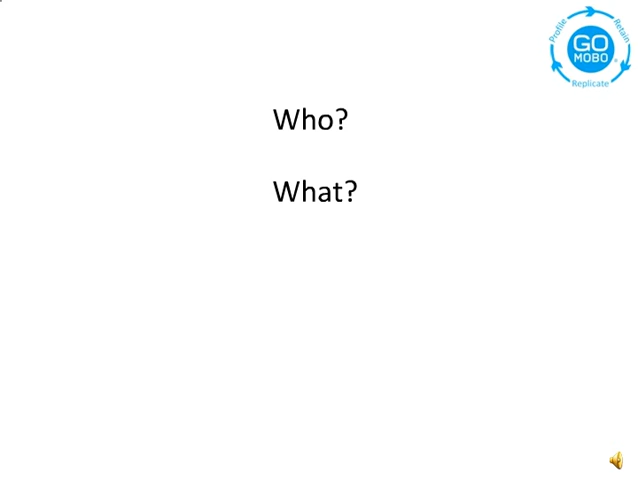 Profile
Retain
GO
MOBO
Replicate
Who?
What?